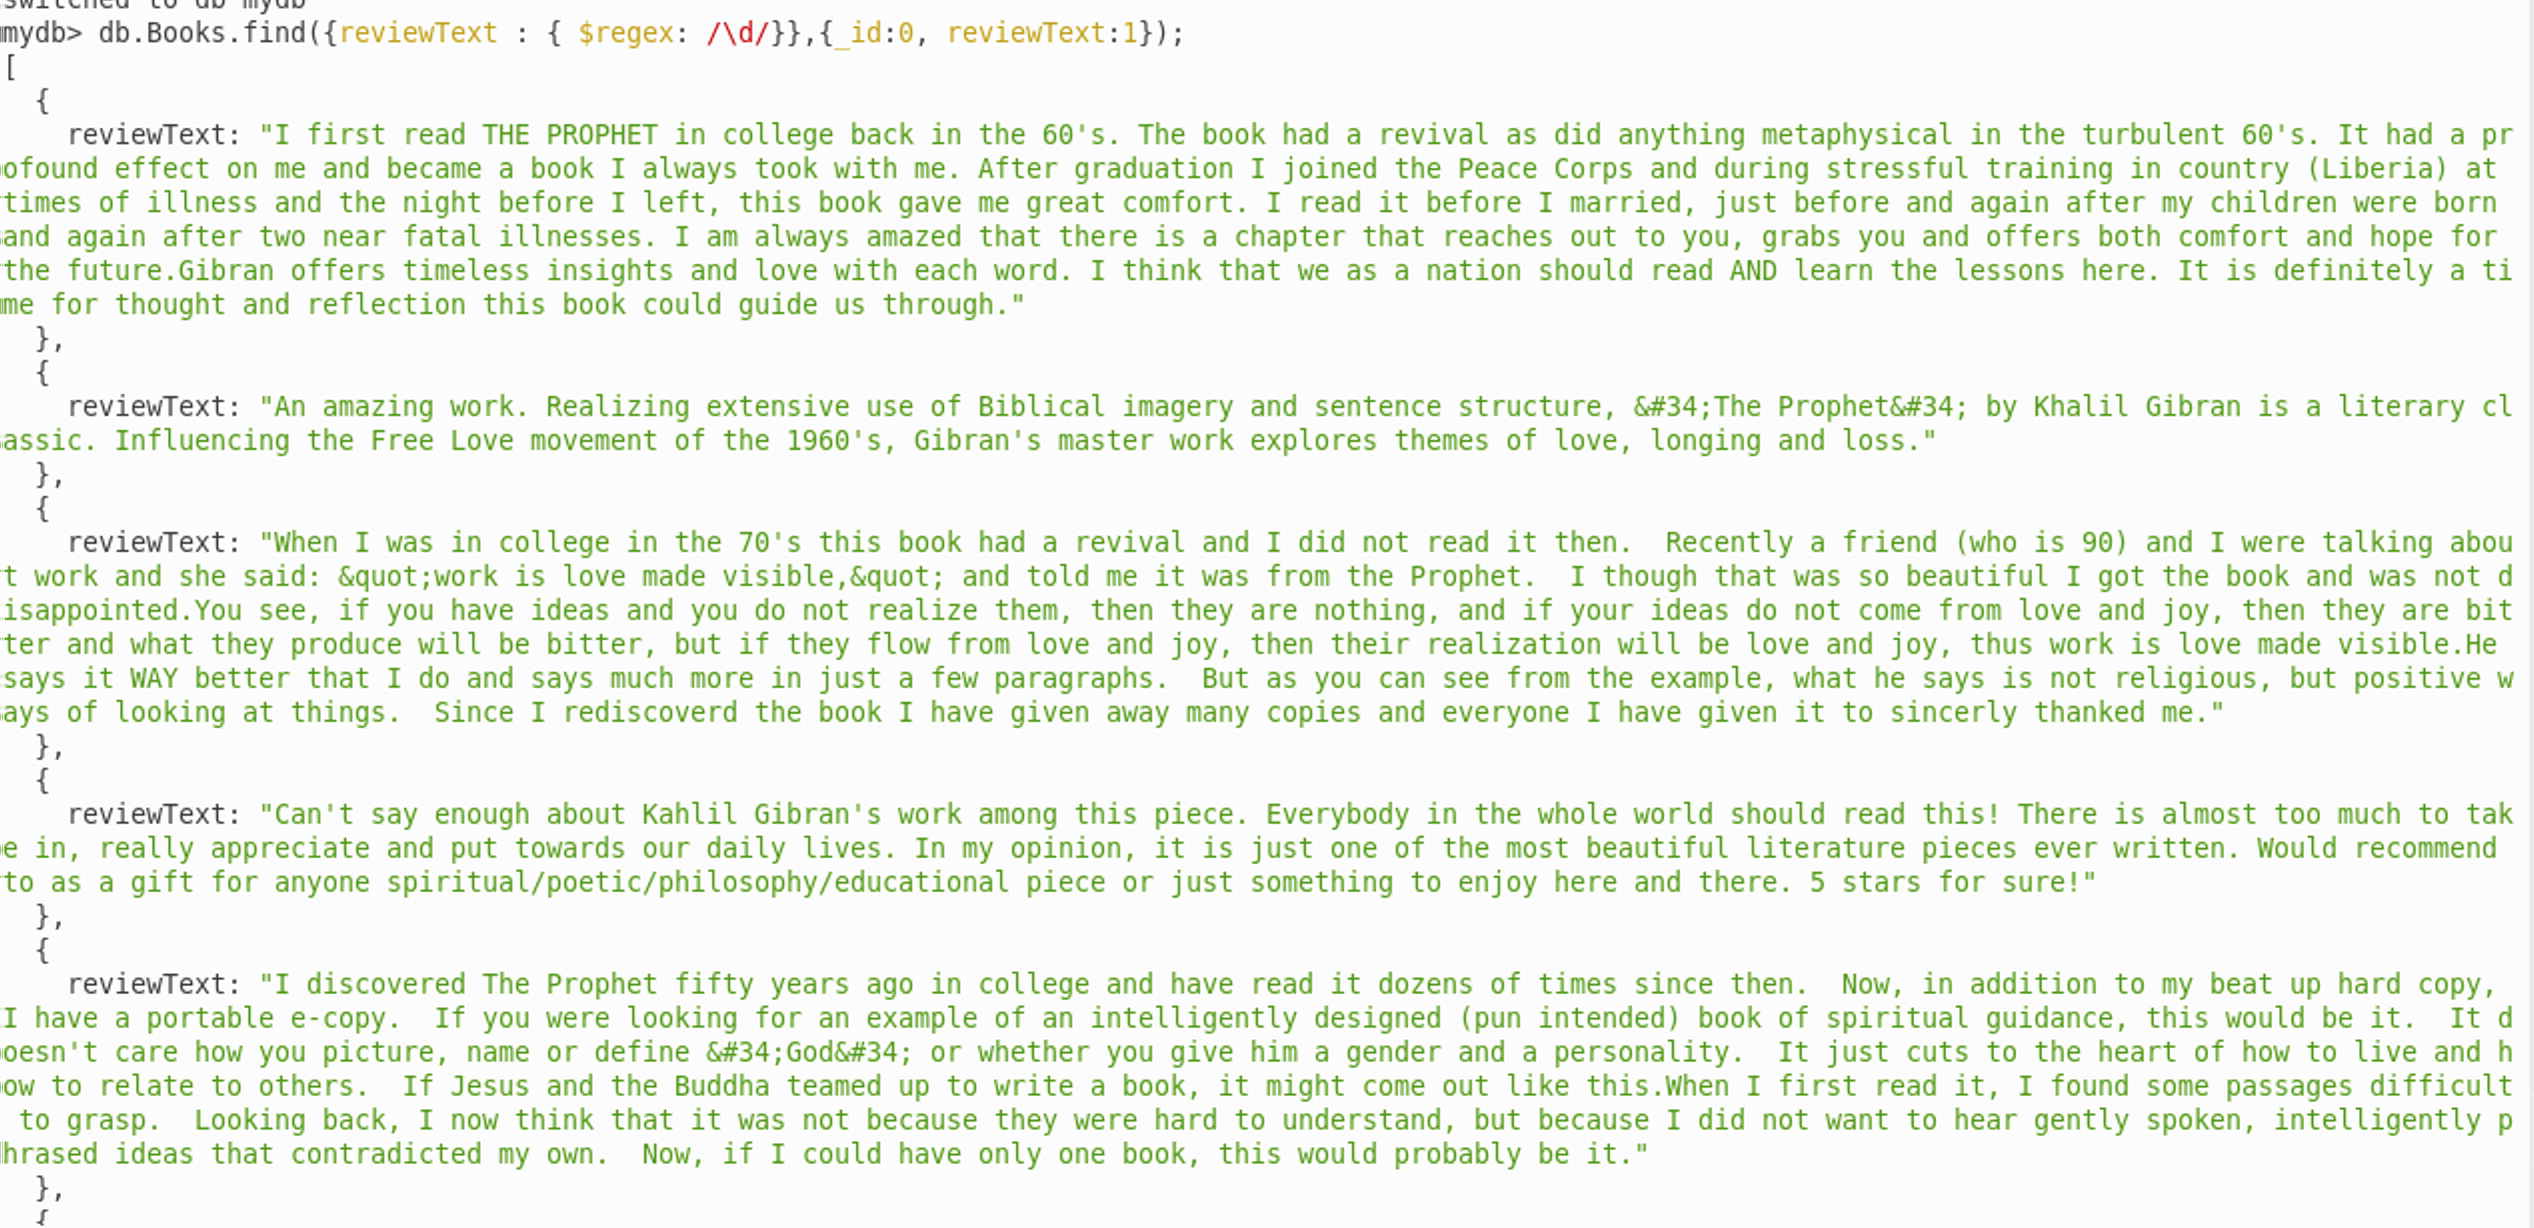 switched to db mydb
mydb> db.Books.find({reviewText : { $regex: /\d/}},{_id:0, reviewText:1});
[
  {
    reviewText: "I first read THE PROPHET in college back in the 60's. The book had a revival as did anything metaphysical in the turbulent 60's. It had a pr
ofound effect on me and became a book I always took with me. After graduation I joined the Peace Corps and during stressful training in country (Liberia) at
times of illness and the night before I left, this book gave me great comfort. I read it before I married, just before and again after my children were born
and again after two near fatal illnesses. I am always amazed that there is a chapter that reaches out to you, grabs you and offers both comfort and hope for
the future.Gibran offers timeless insights and love with each word. I think that we as a nation should read AND learn the lessons here. It is definitely a ti
me for thought and reflection this book could guide us through."
  },
  {
    reviewText: "An amazing work. Realizing extensive use of Biblical imagery and sentence structure, &#34;The Prophet&#34; by Khalil Gibran is a literary cl
assic. Influencing the Free Love movement of the 1960's, Gibran's master work explores themes of love, longing and loss."
  },
  {
    reviewText: "When I was in college in the 70's this book had a revival and I did not read it then.  Recently a friend (who is 90) and I were talking abou
t work and she said: &quot;work is love made visible,&quot; and told me it was from the Prophet.  I though that was so beautiful I got the book and was not d
isappointed.You see, if you have ideas and you do not realize them, then they are nothing, and if your ideas do not come from love and joy, then they are bit
ter and what they produce will be bitter, but if they flow from love and joy, then their realization will be love and joy, thus work is love made visible.He
says it WAY better that I do and says much more in just a few paragraphs.  But as you can see from the example, what he says is not religious, but positive w
ays of looking at things.  Since I rediscoverd the book I have given away many copies and everyone I have given it to sincerly thanked me."
  },
  {
    reviewText: "Can't say enough about Kahlil Gibran's work among this piece. Everybody in the whole world should read this! There is almost too much to tak
e in, really appreciate and put towards our daily lives. In my opinion, it is just one of the most beautiful literature pieces ever written. Would recommend
to as a gift for anyone spiritual/poetic/philosophy/educational piece or just something to enjoy here and there. 5 stars for sure!"
  },
  {
    reviewText: "I discovered The Prophet fifty years ago in college and have read it dozens of times since then.  Now, in addition to my beat up hard copy,
I have a portable e-copy.  If you were looking for an example of an intelligently designed (pun intended) book of spiritual guidance, this would be it.  It d
oesn't care how you picture, name or define &#34;God&#34; or whether you give him a gender and a personality.  It just cuts to the heart of how to live and h
ow to relate to others.  If Jesus and the Buddha teamed up to write a book, it might come out like this.When I first read it, I found some passages difficult
 to grasp.  Looking back, I now think that it was not because they were hard to understand, but because I did not want to hear gently spoken, intelligently p
hrased ideas that contradicted my own.  Now, if I could have only one book, this would probably be it."
  },
  {